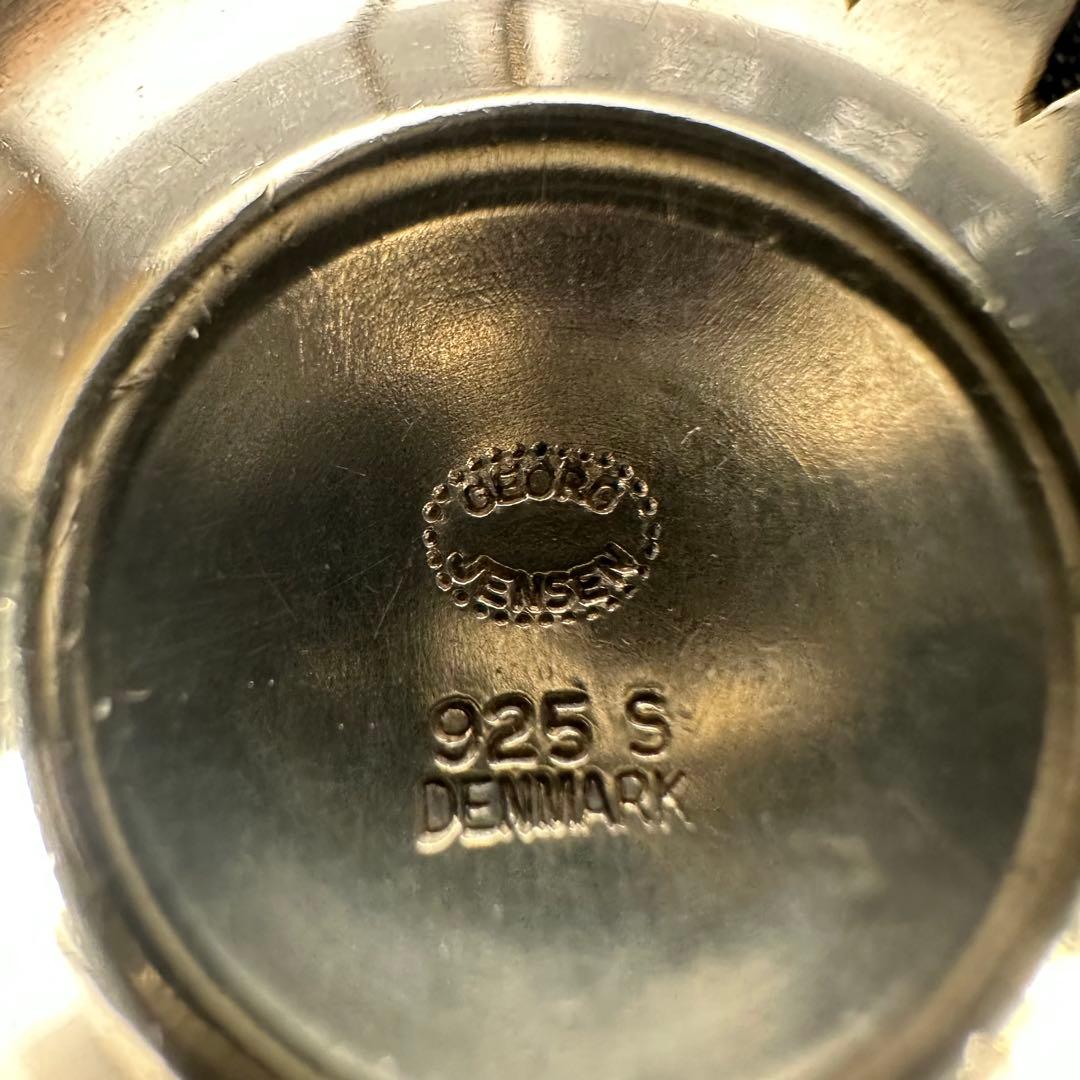 GEORG
JENSEN
925 S
DENMARK